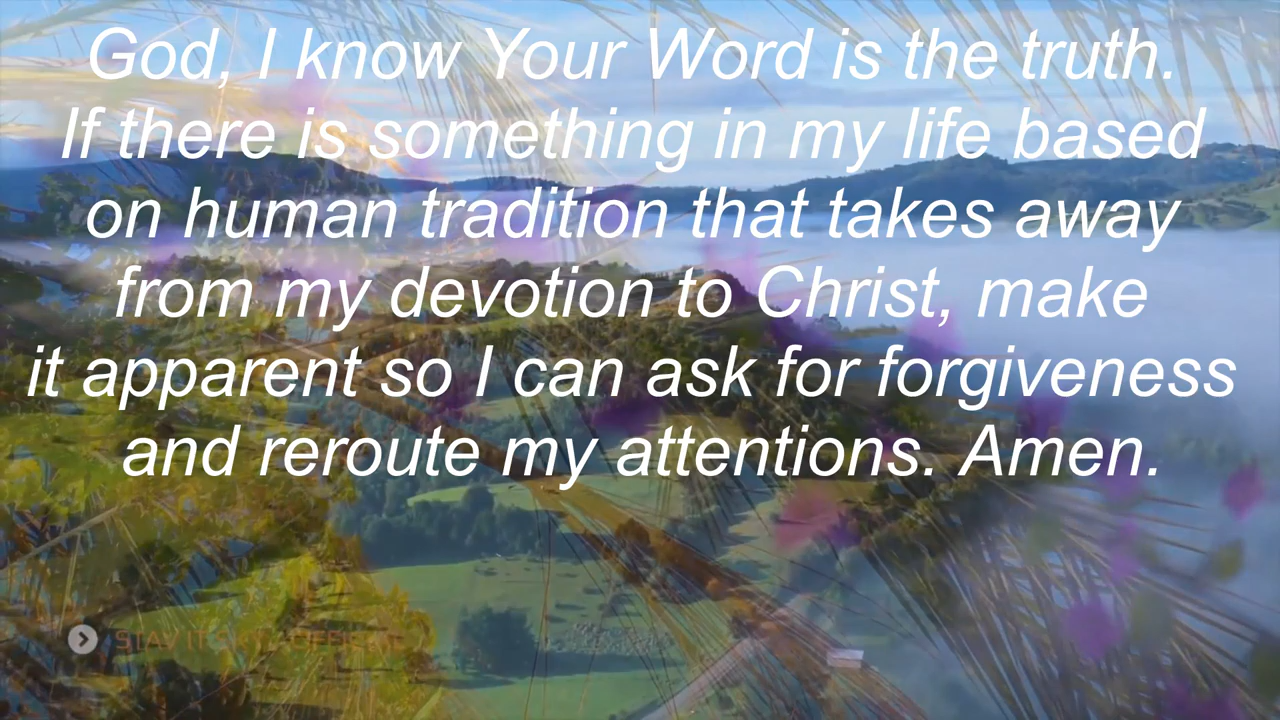 God, I know Your Word is the truth.
If there is something in my life based
on human tradition that takes away
from my devotion to Christ, make
it apparent so I can ask for forgiveness
and reroute my attentions. Amen.